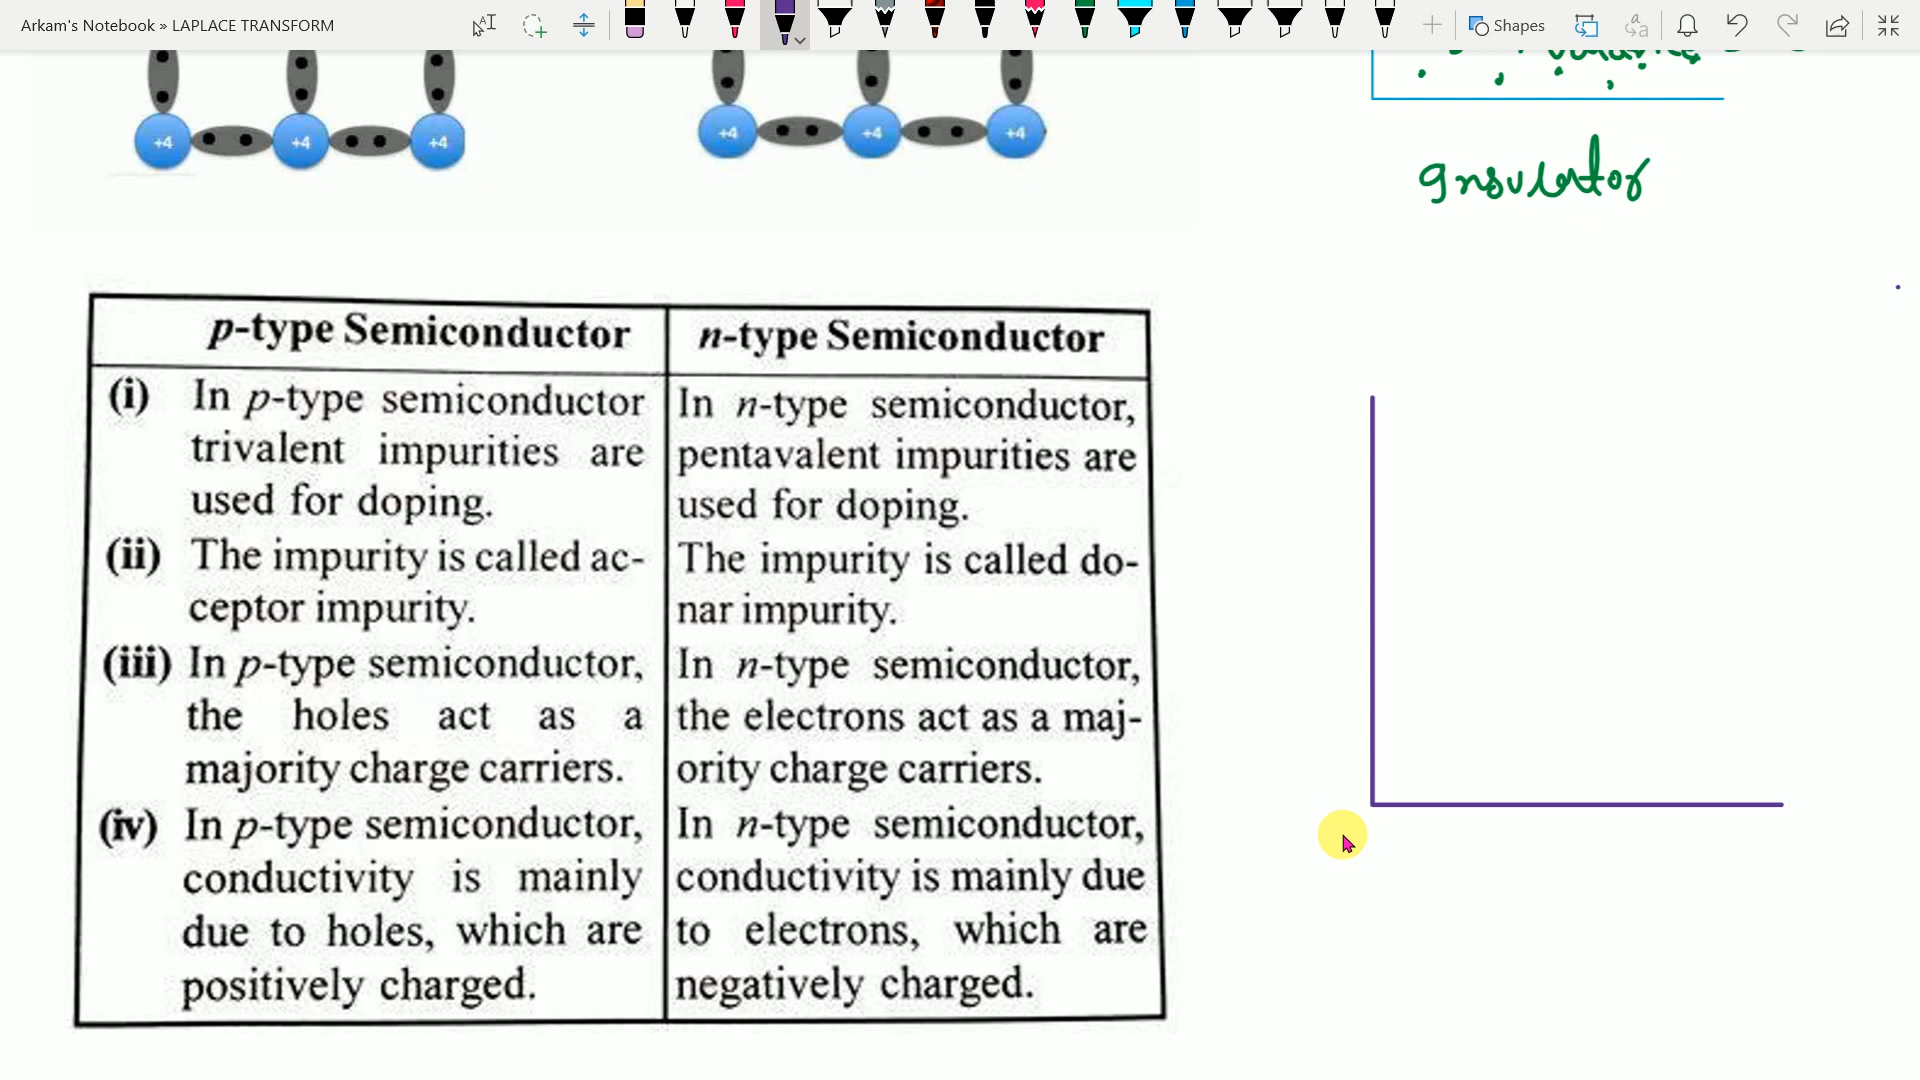 Arkam's Notebook » LAPLACE TRANSFORM
Shapes
+4 +4 +4
+4 +4 +4
Insulator
p-type Semiconductor
n-type Semiconductor
(i) In p-type semiconductor
trivalent impurities are
used for doping.
In n-type semiconductor,
pentavalent impurities are
used for doping.
(ii) The impurity is called ac-
ceptor impurity.
The impurity is called do-
nar impurity.
(iii) In p-type semiconductor,
the holes act as a
majority charge carriers.
In n-type semiconductor,
the electrons act as a maj-
ority charge carriers.
(iv) In p-type semiconductor,
conductivity is mainly
due to holes, which are
positively charged.
In n-type semiconductor,
conductivity is mainly due
to electrons, which are
negatively charged.